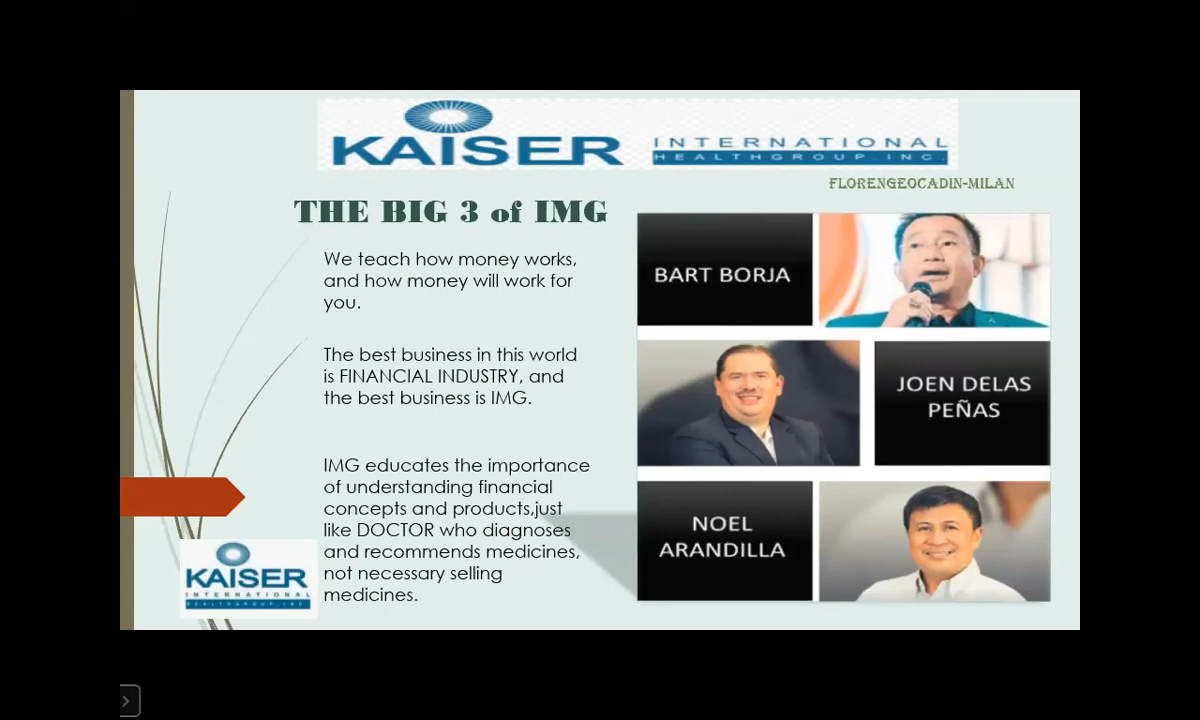 KAISER INTERNATIONAL
HEALTHGROUP INC.
FLORENGEOCADIN-MILAN
THE BIG 3 of IMG
We teach how money works,
and how money will work for
you.
The best business in this world
is FINANCIAL INDUSTRY, and
the best business is IMG.
IMG educates the importance
of understanding financial
concepts and products,just
like DOCTOR who diagnoses
and recommends medicines,
not necessary selling
medicines.
BART BORJA
JOEN DELAS
PEÑAS
NOEL
ARANDILLA
KAISER
INTERNATIONAL
HEALTHGROUP INC.